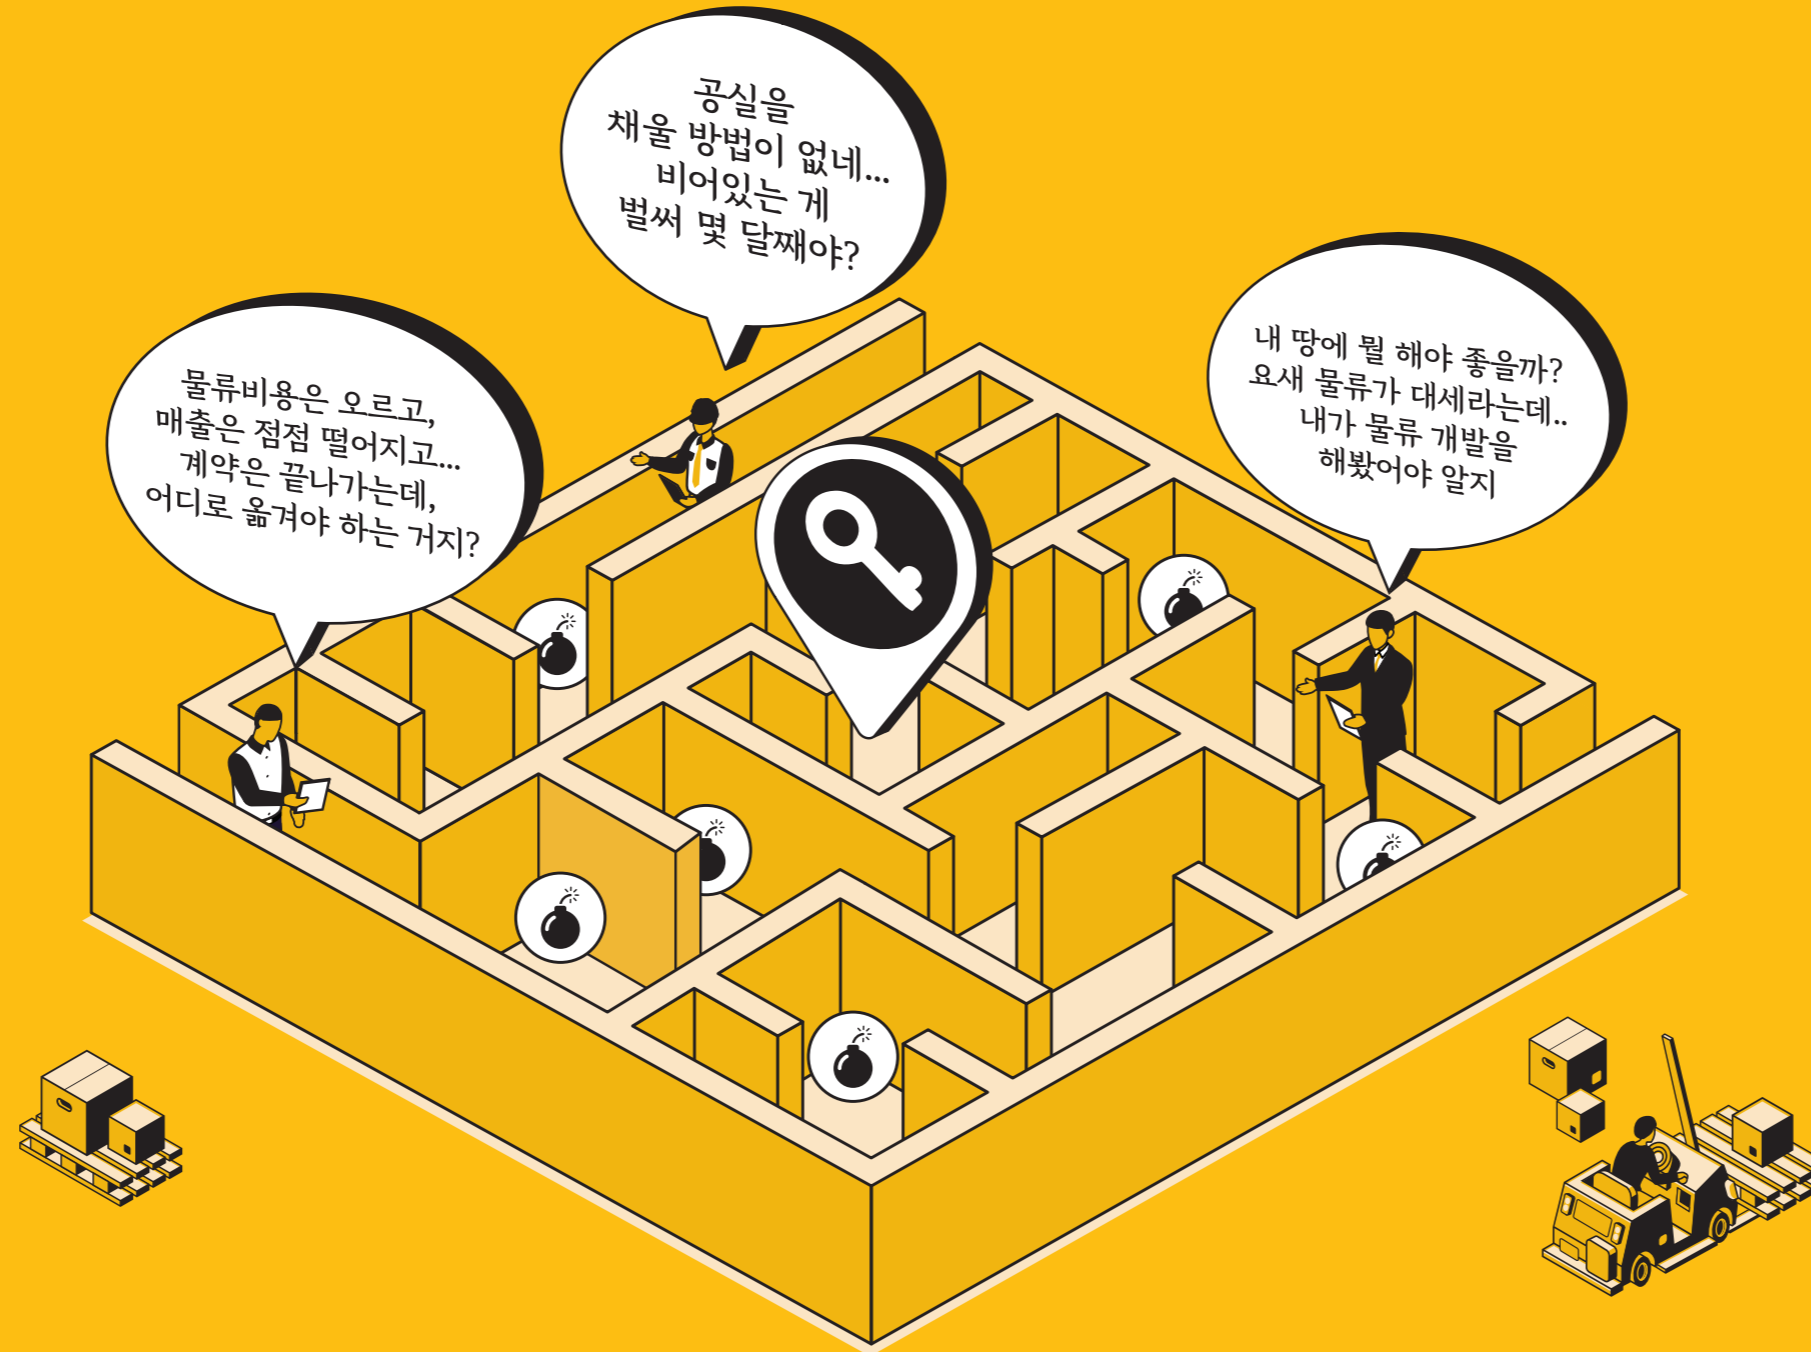 공실을
채울 방법이 없네...
비어있는 게
벌써 몇 달째야?
물류비용은 오르고,
매출은 점점 떨어지고...
계약은 끝나가는데,
어디로 옮겨야 하는 거지?
내 땅에 뭘 해야 좋을까?
요새 물류가 대세라는데..
내가 물류 개발을
해봤어야 알지